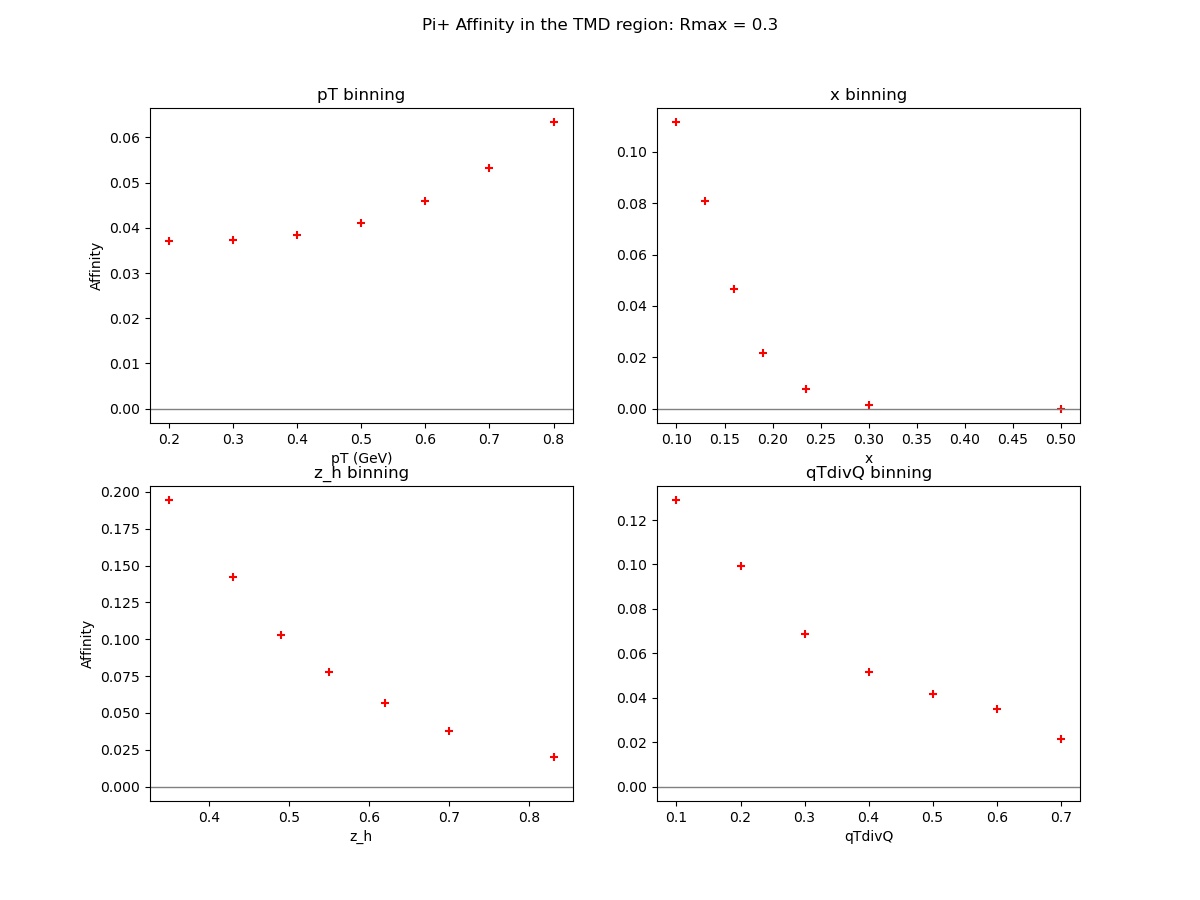 Pi+ Affinity in the TMD region: Rmax = 0.3
pT binning
Affinity
0.06
0.05
0.04
0.03
0.02
0.01
0.00
0.2 0.3 0.4 0.5 0.6 0.7 0.8
pT (GeV)
x binning
0.10
0.08
0.06
0.04
0.02
0.00
0.10 0.15 0.20 0.25 0.30 0.35 0.40 0.45 0.50
x
z_h binning
Affinity
0.200
0.175
0.150
0.125
0.100
0.075
0.050
0.025
0.000
0.4 0.5 0.6 0.7 0.8
z_h
qTdivQ binning
0.12
0.10
0.08
0.06
0.04
0.02
0.00
0.1 0.2 0.3 0.4 0.5 0.6 0.7
qTdivQ